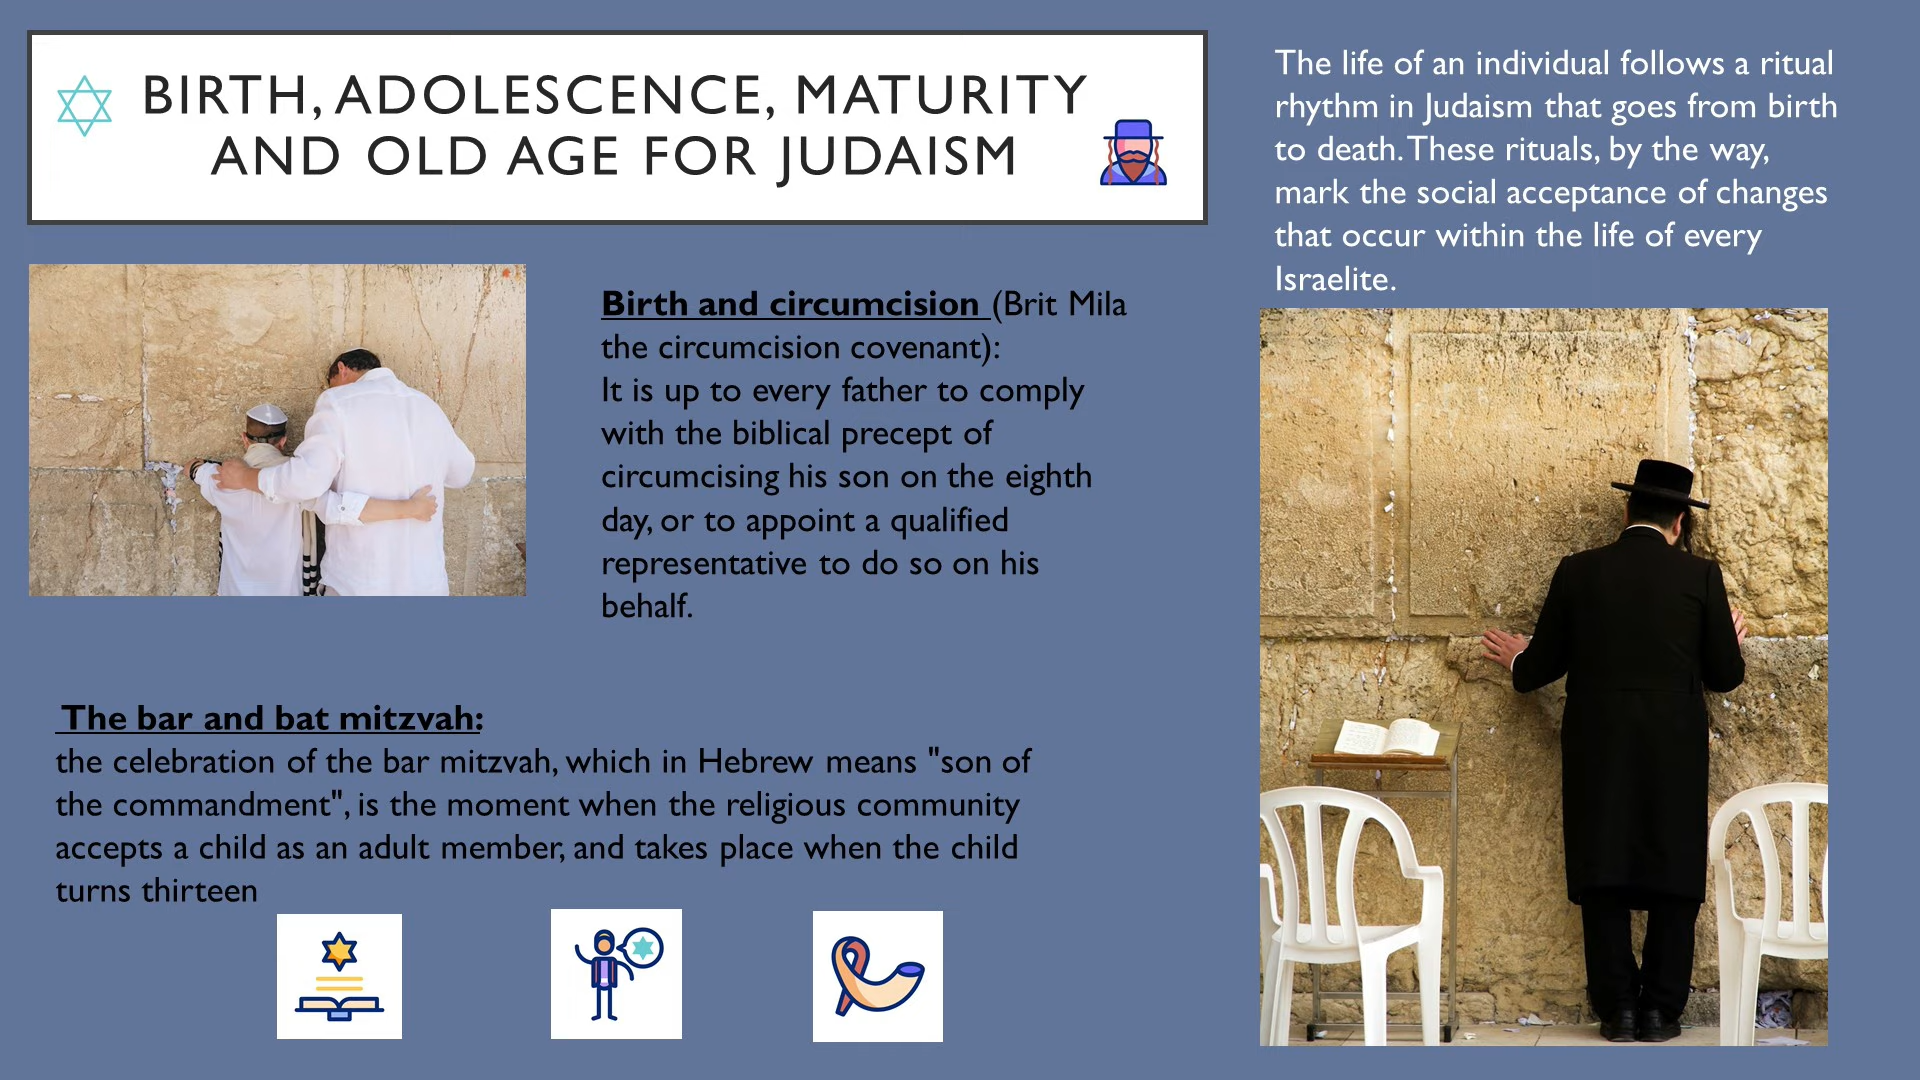 BIRTH, ADOLESCENCE, MATURITY
AND OLD AGE FOR JUDAISM
The life of an individual follows a ritual
rhythm in Judaism that goes from birth
to death. These rituals, by the way,
mark the social acceptance of changes
that occur within the life of every
Israelite.
Birth and circumcision (Brit Mila
the circumcision covenant):
It is up to every father to comply
with the biblical precept of
circumcising his son on the eighth
day, or to appoint a qualified
representative to do so on his
behalf.
The bar and bat mitzvah:
the celebration of the bar mitzvah, which in Hebrew means "son of
the commandment", is the moment when the religious community
accepts a child as an adult member, and takes place when the child
turns thirteen